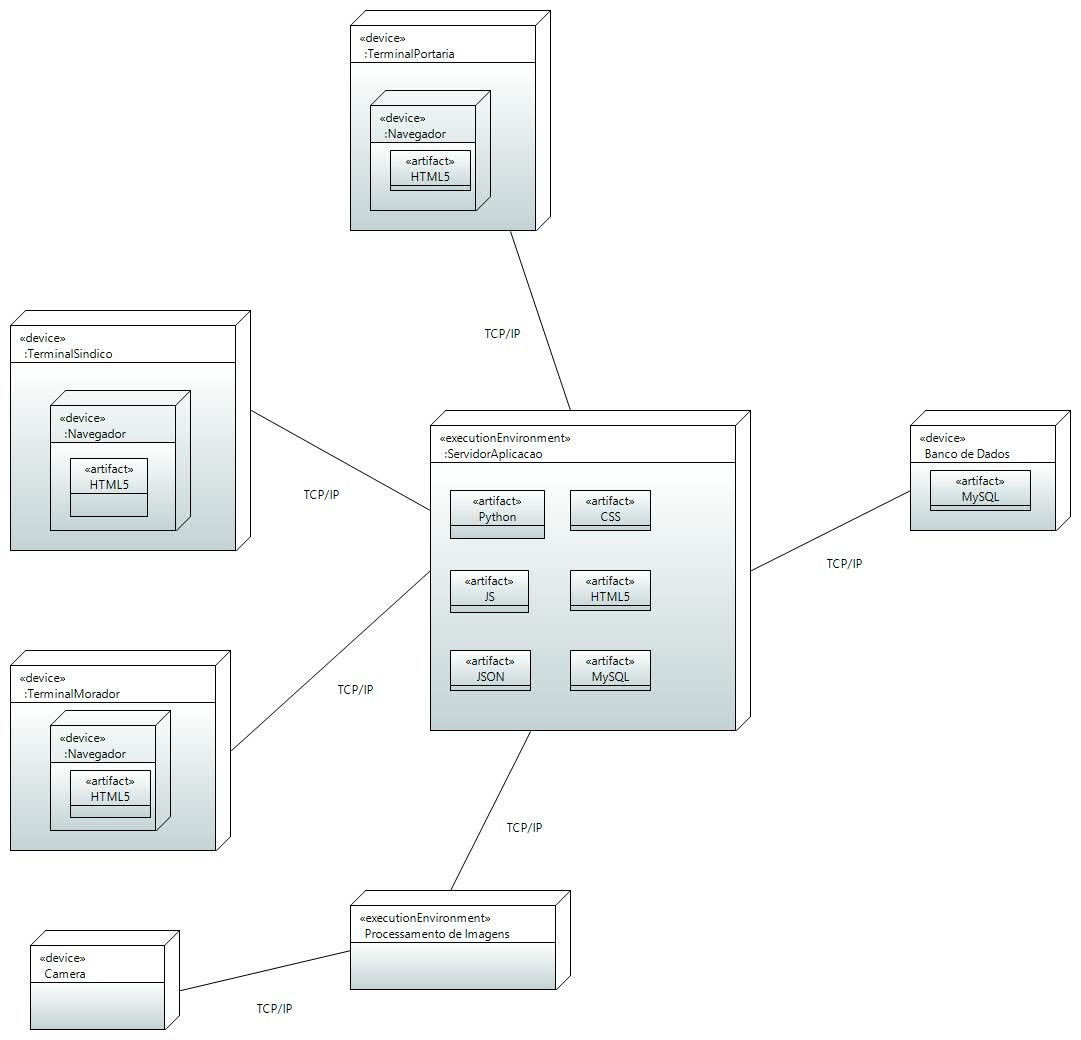 «device»
:TerminalPortaria
«device»
:Navegador
«artifact»
HTML5
TCP/IP
«device»
:TerminalSindico
«device»
:Navegador
«artifact»
HTML5
TCP/IP
«executionEnvironment»
:ServidorAplicacao
«artifact»
Python
«artifact»
CSS
«artifact»
JS
«artifact»
HTML5
«artifact»
JSON
«artifact»
MySQL
«device»
Banco de Dados
«artifact»
MySQL
TCP/IP
«device»
:TerminalMorador
«device»
:Navegador
«artifact»
HTML5
TCP/IP
TCP/IP
«executionEnvironment»
Processamento de Imagens
«device»
Camera
TCP/IP